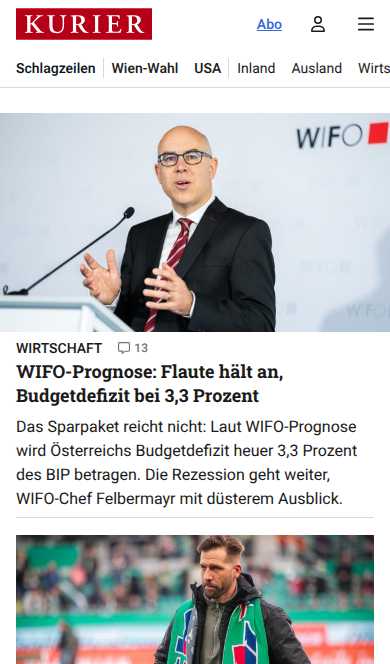 KURIER
Abo
Schlagzeilen Wien-Wahl USA Inland Ausland Wirts
WIFO
WIRTSCHAFT 13
WIFO-Prognose: Flaute hält an,
Budgetdefizit bei 3,3 Prozent
Das Sparpaket reicht nicht: Laut WIFO-Prognose
wird Österreichs Budgetdefizit heuer 3,3 Prozent
des BIP betragen. Die Rezession geht weiter,
WIFO-Chef Felbermayr mit düsterem Ausblick.